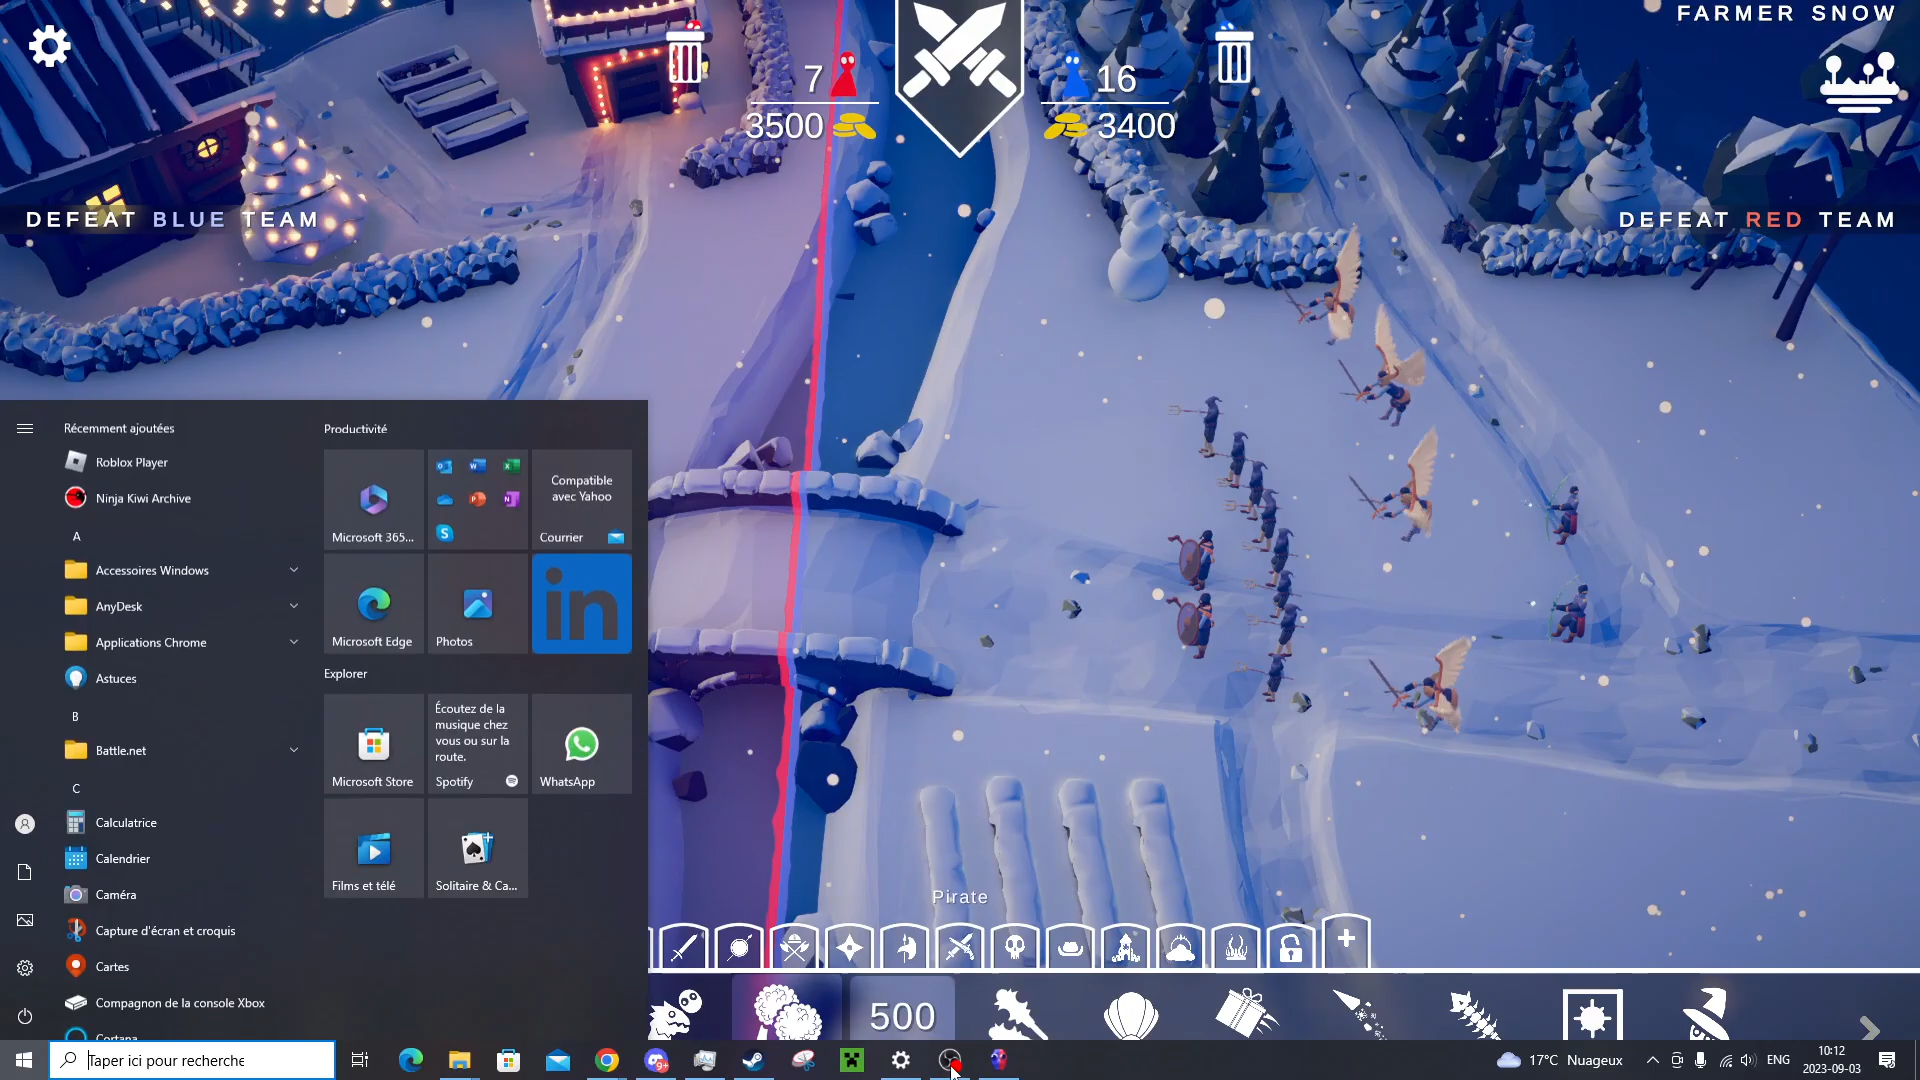 FARMER SNOW
7
16
3500
3400
DEFEAT BLUE TEAM
DEFEAT RED TEAM
Récemment ajoutées
Roblox Player
Ninja Kiwi Archive
A
Accessoires Windows
AnyDesk
Applications Chrome
Astuces
B
Battle.net
C
Calculatrice
Calendrier
Caméra
Capture d'écran et croquis
Cartes
Compagnon de la console Xbox
Cortana
Productivité
Microsoft 365...
Compatible
avec Yahoo
Courrier
Microsoft Edge
Photos
in
Explorer
Microsoft Store
Écoutez de la
musique chez
vous ou sur la
route.
Spotify
WhatsApp
Films et télé
Solitaire & Ca...
Pirate
500
Taper ici pour recherche
9+
17°C Nuageux
ENG
10:12
2023-09-03